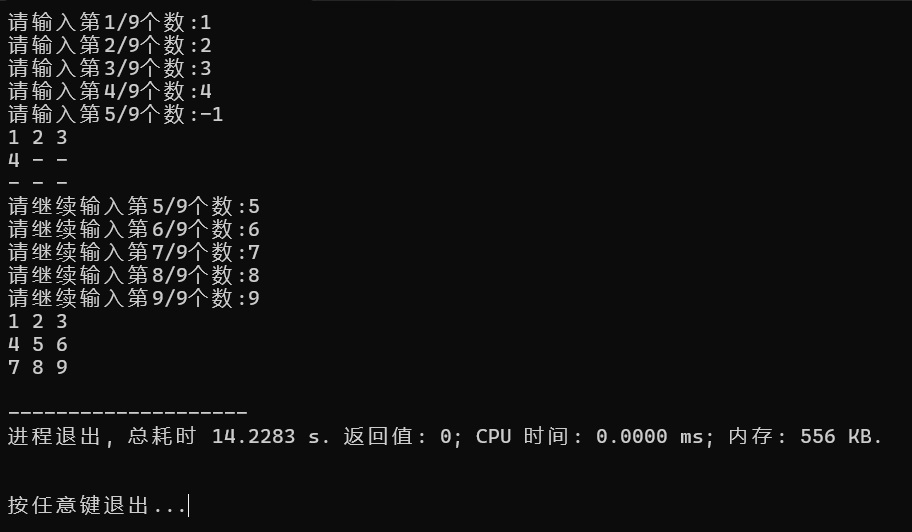 请输入第1/9个数:1
请输入第2/9个数:2
请输入第3/9个数:3
请输入第4/9个数:4
请输入第5/9个数:-1
1 2 3
4 - -
- - -
请继续输入第5/9个数:5
请继续输入第6/9个数:6
请继续输入第7/9个数:7
请继续输入第8/9个数:8
请继续输入第9/9个数:9
1 2 3
4 5 6
7 8 9
--------------------
进程退出, 总耗时 14.2283 s. 返回值: 0; CPU 时间: 0.0000 ms; 内存: 556 KB.
按任意键退出...